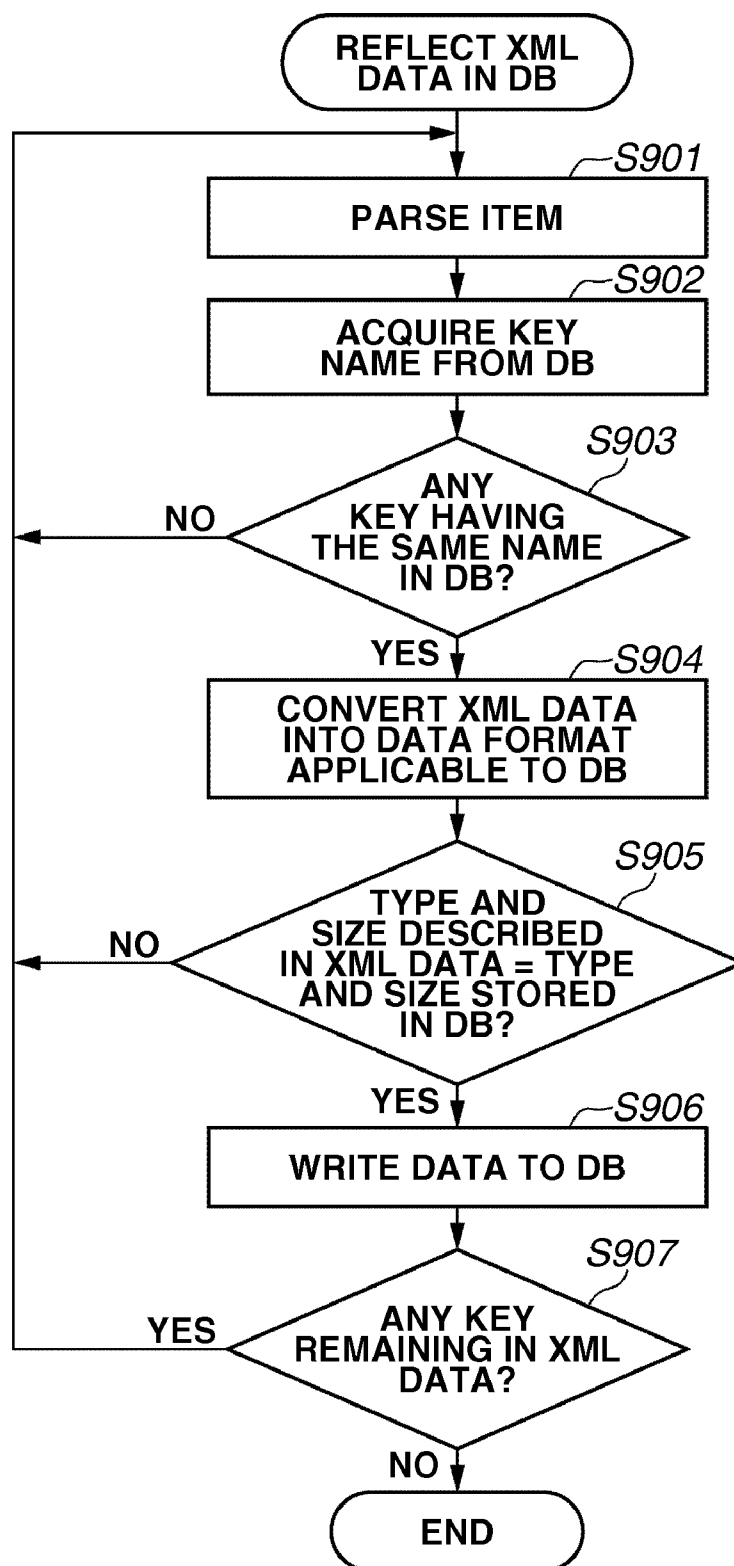 REFLECT XML
DATA IN DB
S901
PARSE ITEM
S902
ACQUIRE KEY
NAME FROM DB
S903
ANY
KEY HAVING
THE SAME NAME
IN DB?
NO
YES
S904
CONVERT XML DATA
INTO DATA FORMAT
APPLICABLE TO DB
S905
TYPE AND
SIZE DESCRIBED
IN XML DATA = TYPE
AND SIZE STORED
IN DB?
NO
YES
S906
WRITE DATA TO DB
S907
ANY KEY
REMAINING IN XML
DATA?
YES
NO
END